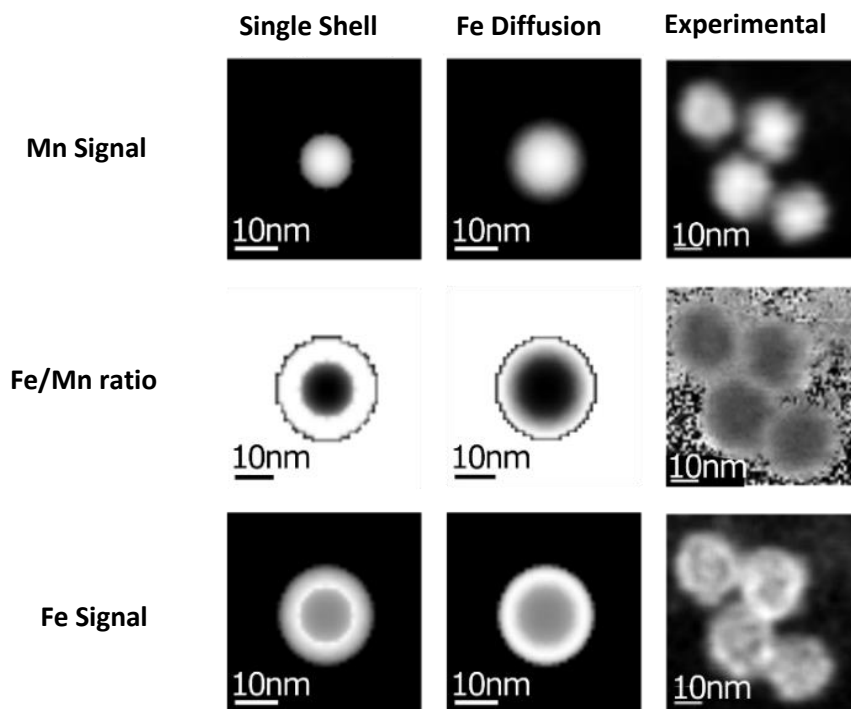 Single Shell Fe Diffusion Experimental
Mn Signal
10nm 10nm 10nm
Fe/Mn ratio
10nm 10nm 10nm
Fe Signal
10nm 10nm 10nm